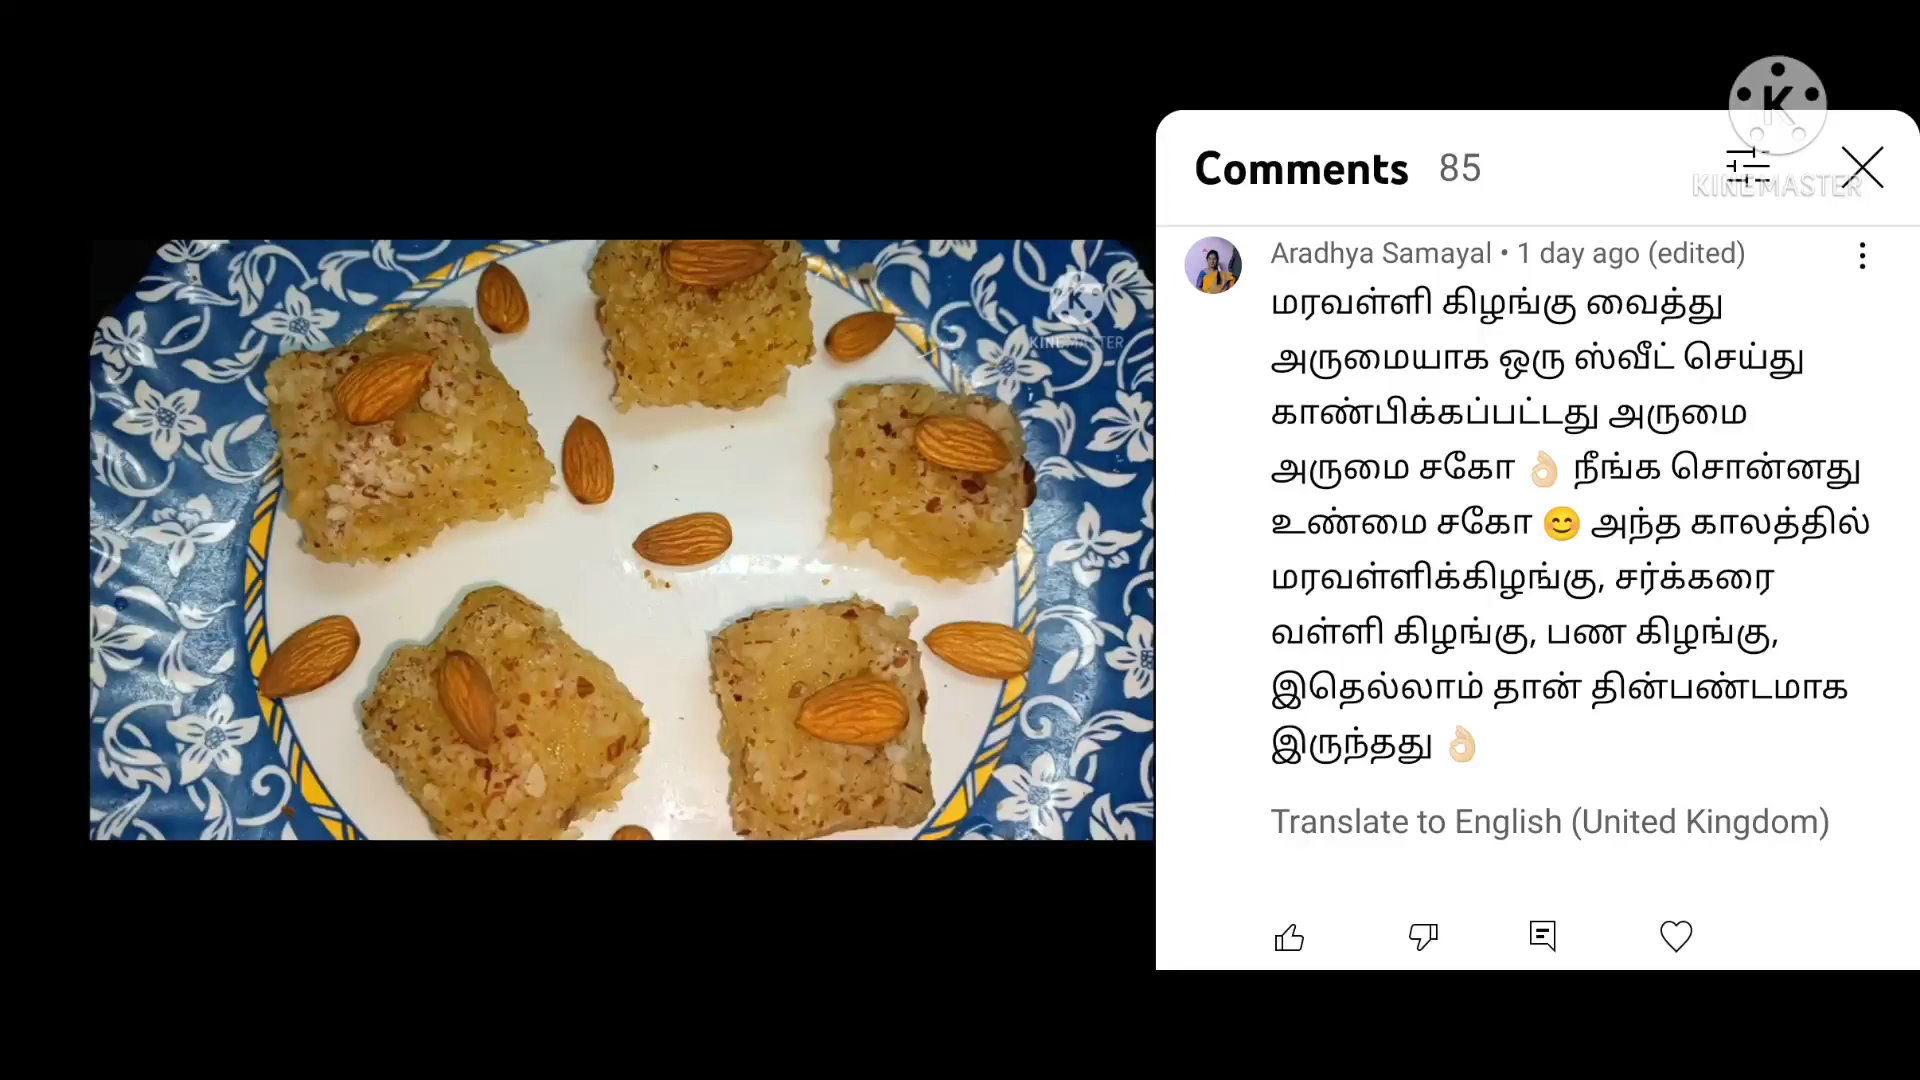 Comments 85
KINEMASTER
Aradhya Samayal • 1 day ago (edited)
மரவள்ளி கிழங்கு வைத்து
அருமையாக ஒரு ஸ்வீட் செய்து
காண்பிக்கப்பட்டது அருமை
அருமை சகோ 👌🏻 நீங்க சொன்னது
உண்மை சகோ 😊 அந்த காலத்தில்
மரவள்ளிக்கிழங்கு, சர்க்கரை
வள்ளி கிழங்கு, பண கிழங்கு,
இதெல்லாம் தான் தின்பண்டமாக
இருந்தது 👌🏻
Translate to English (United Kingdom)
KINEMASTER